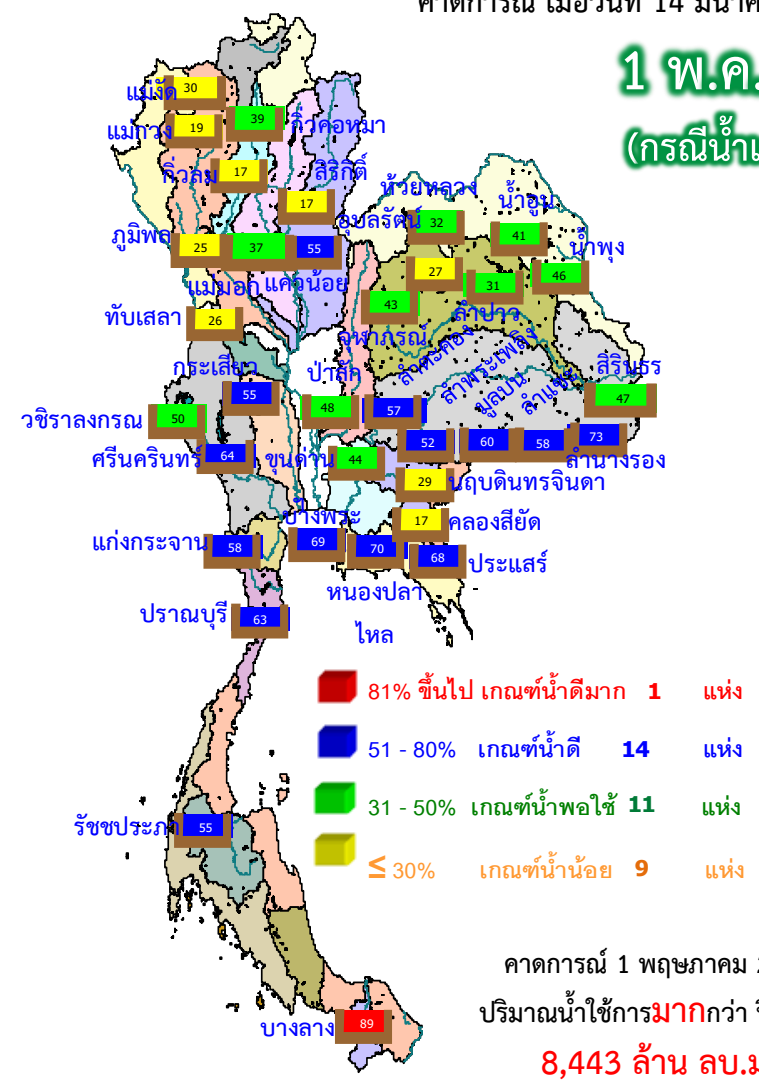 คาดการณ์ เมื่อวันที่ 14 มีนาค
1 พ.ค.
(กรณีน้ำเ
แม่งัด 30
แม่กวง 19
39 กิ่วคอหมา
กิ่วลม 17
สิริกิติ์ 17
ภูมิพล 25
แม่มอก 37
แควน้อย 55
ทับเสลา 26
ห้วยหลวง 32
น้ำอูน 41
น้ำพุง 46
อุบลรัตน์ 27
ลำปาว 31
จุฬาภรณ์ 43
กระเสียว 55
ป่าสัก 48
ลำตะคอง 57
ลำพระเพลิง 52
มูลบน 60
ลำแชะ 58
ลำนางรอง 73
สิรินธร 47
วชิราลงกรณ 50
ศรีนครินทร์ 64
ขุนด่าน 44
29 นฤบดินทรจินดา
17 คลองสียัด
บางพระ 69
70
หนองปลา
ไหล
68 ประแสร์
แก่งกระจาน 58
ปราณบุรี 63
81% ขึ้นไป เกณฑ์น้ำดีมาก 1 แห่ง
51 - 80% เกณฑ์น้ำดี 14 แห่ง
31 - 50% เกณฑ์น้ำพอใช้ 11 แห่ง
≤ 30% เกณฑ์น้ำน้อย 9 แห่ง
รัชชประภา 55
บางลาง 89
คาดการณ์ 1 พฤษภาคม
ปริมาณน้ำใช้การมากกว่า ปี
8,443 ล้าน ลบ.ม